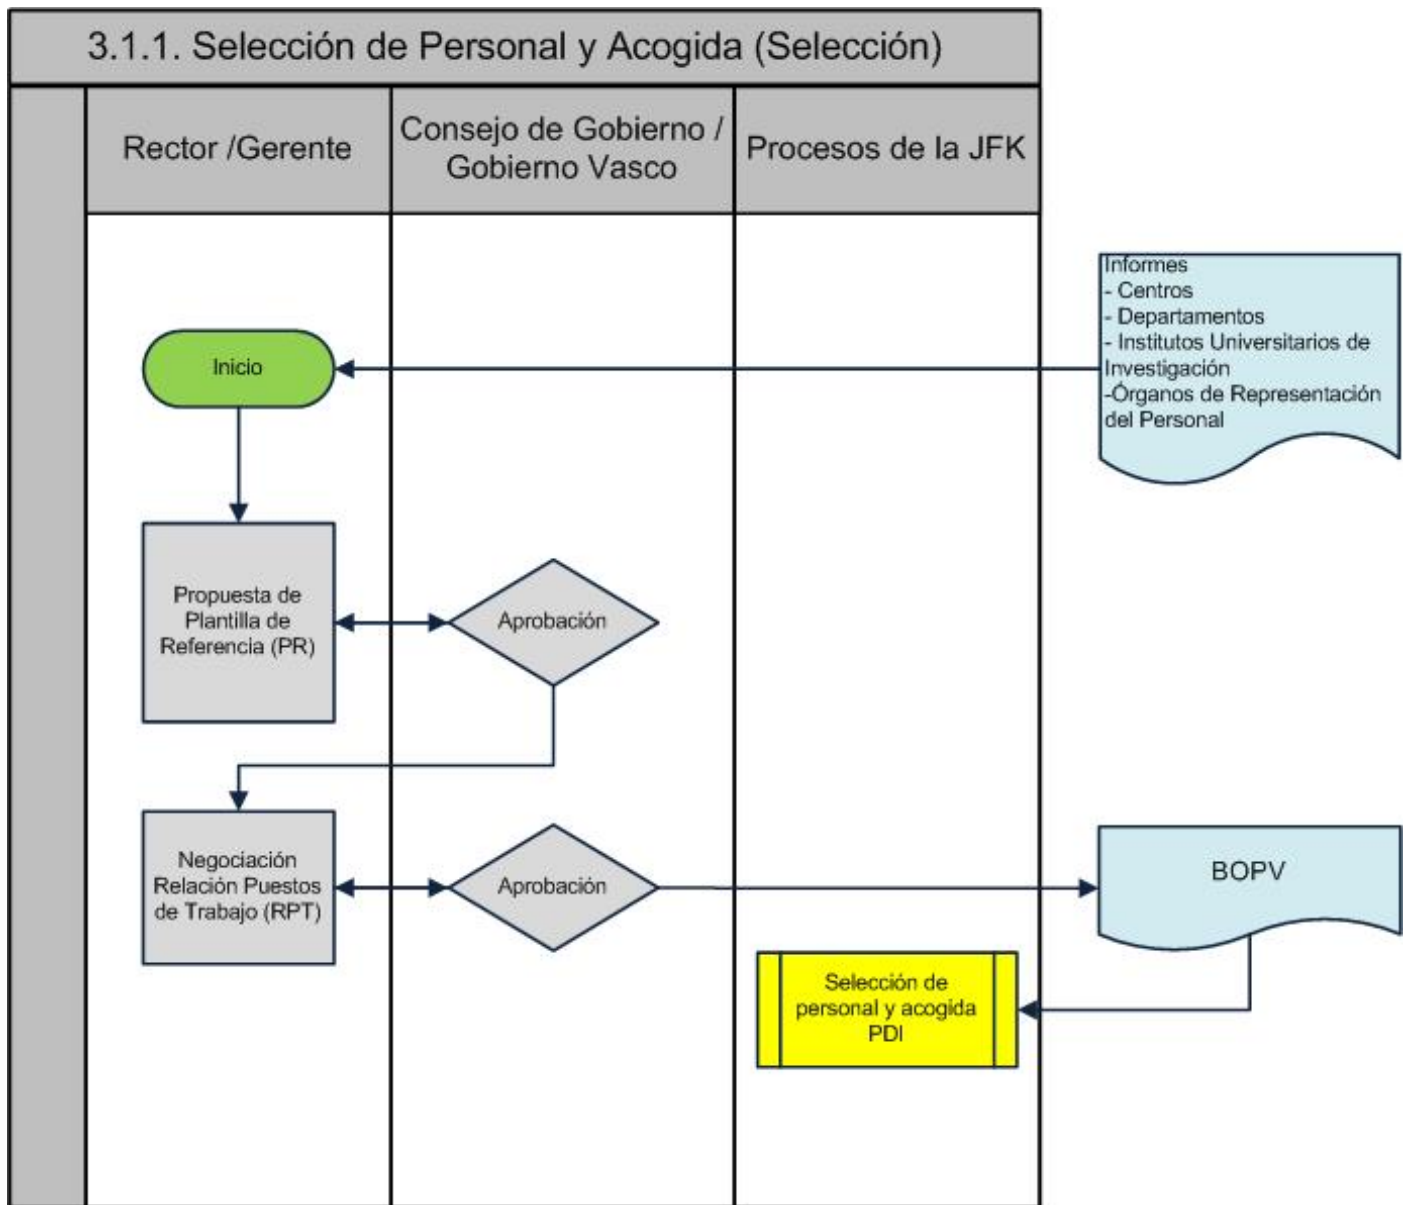 3.1.1. Selección de Personal y Acogida (Selección)
Rector /Gerente
Consejo de Gobierno /
Gobierno Vasco
Procesos de la JFK
Informes
- Centros
- Departamentos
- Institutos Universitarios de
Investigación
-Órganos de Representación
del Personal
Inicio
Propuesta de
Plantilla de
Referencia (PR)
Aprobación
Negociación
Relación Puestos
de Trabajo (RPT)
Aprobación
BOPV
Selección de
personal y acogida
PDI